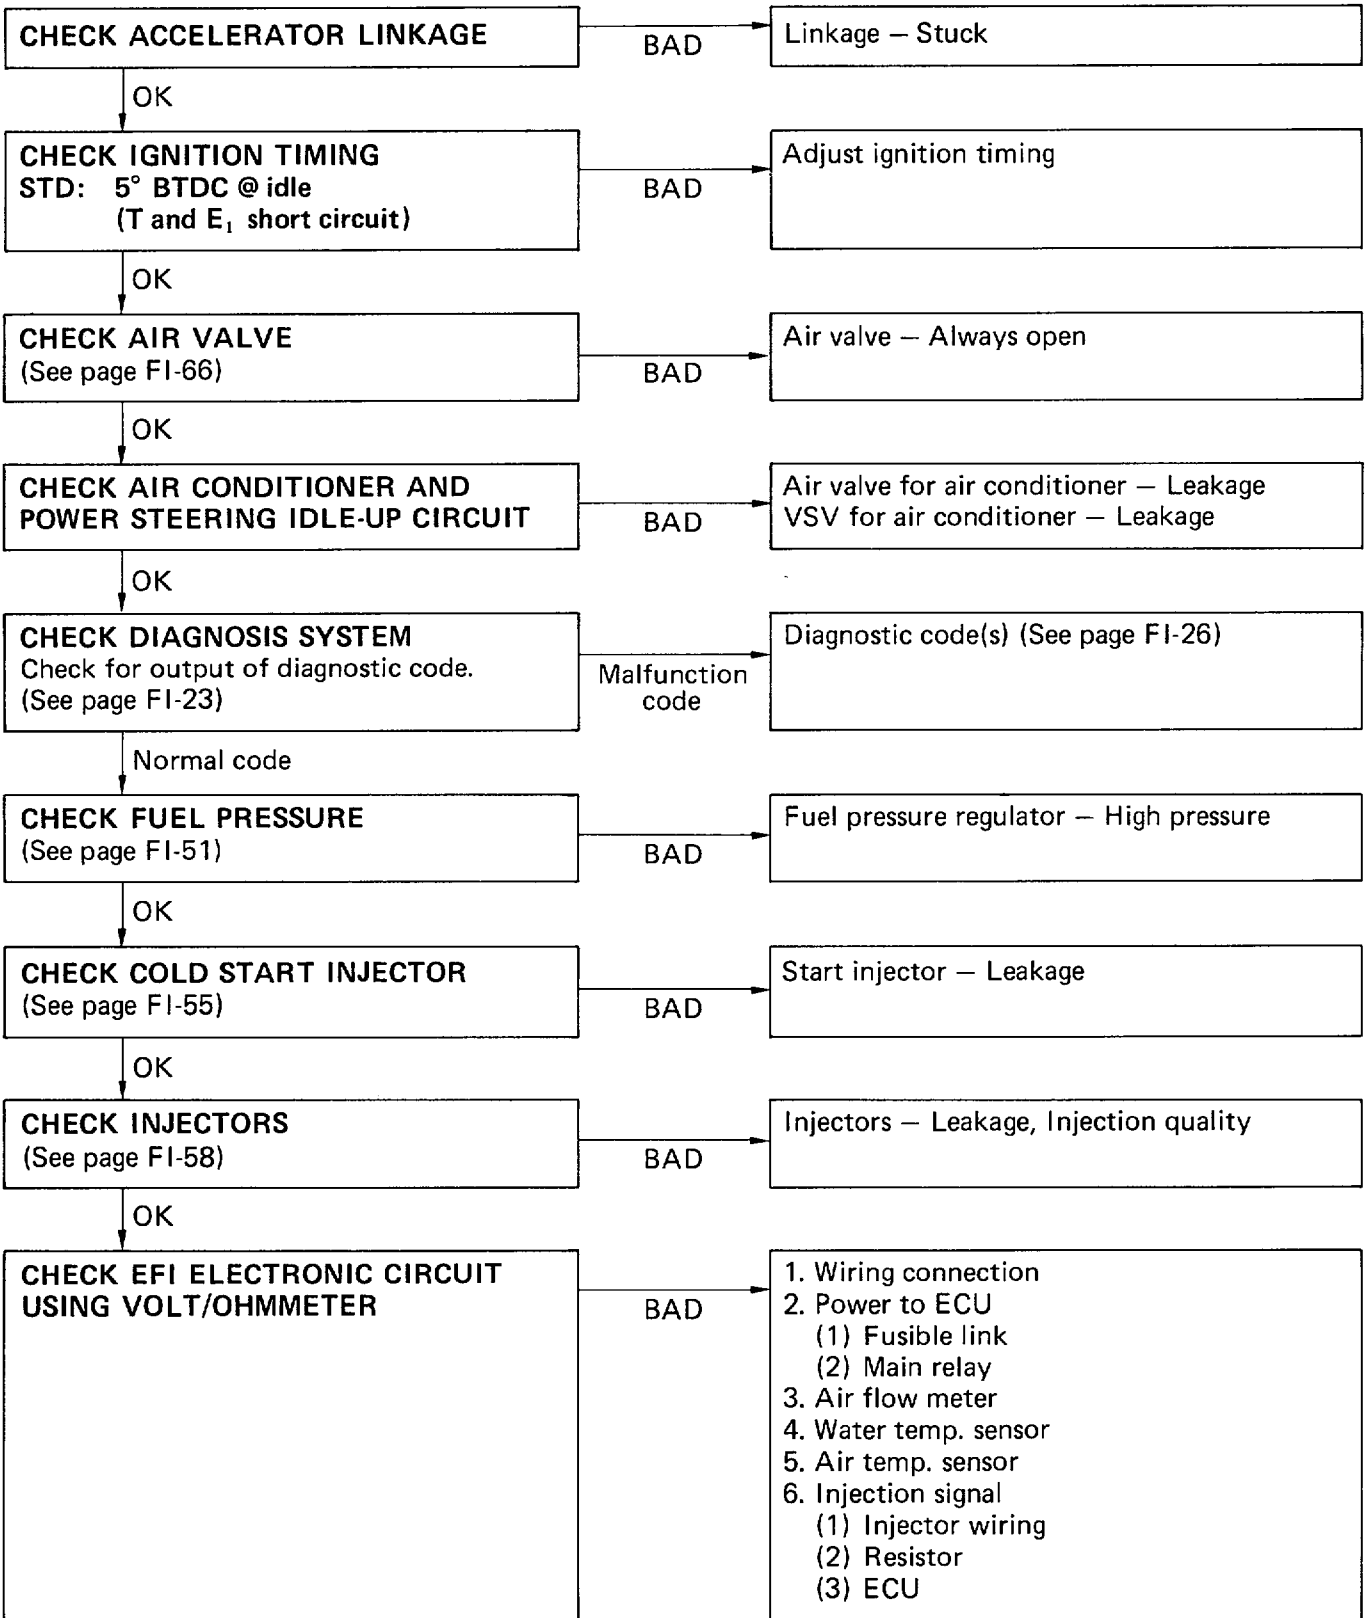 CHECK ACCELERATOR LINKAGE
BAD
Linkage — Stuck
OK
CHECK IGNITION TIMING
STD: 5° BTDC @ idle
(T and E₁ short circuit)
BAD
Adjust ignition timing
OK
CHECK AIR VALVE
(See page FI-66)
BAD
Air valve — Always open
OK
CHECK AIR CONDITIONER AND
POWER STEERING IDLE-UP CIRCUIT
BAD
Air valve for air conditioner — Leakage
VSV for air conditioner — Leakage
OK
CHECK DIAGNOSIS SYSTEM
Check for output of diagnostic code.
(See page FI-23)
Malfunction
code
Diagnostic code(s) (See page FI-26)
Normal code
CHECK FUEL PRESSURE
(See page FI-51)
BAD
Fuel pressure regulator — High pressure
OK
CHECK COLD START INJECTOR
(See page FI-55)
BAD
Start injector — Leakage
OK
CHECK INJECTORS
(See page FI-58)
BAD
Injectors — Leakage, Injection quality
OK
CHECK EFI ELECTRONIC CIRCUIT
USING VOLT/OHMMETER
BAD
1. Wiring connection
2. Power to ECU
(1) Fusible link
(2) Main relay
3. Air flow meter
4. Water temp. sensor
5. Air temp. sensor
6. Injection signal
(1) Injector wiring
(2) Resistor
(3) ECU